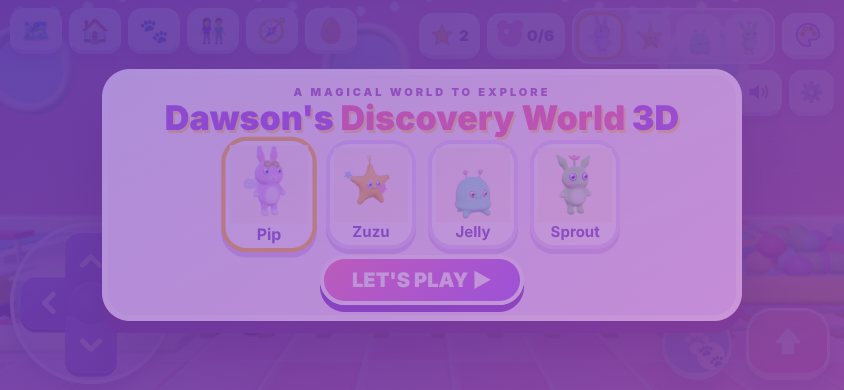 2
0/6
A MAGICAL WORLD TO EXPLORE
Dawson's Discovery World 3D
Pip
Zuzu
Jelly
Sprout
LET'S PLAY ▶